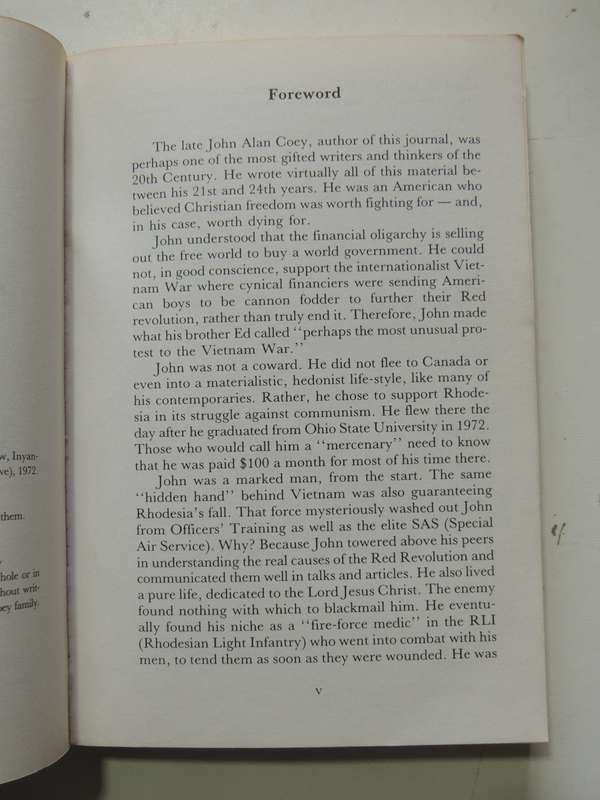 w, Inyan-
ve), 1972.
them.
hole or in
hout writ-
ey family.
Foreword
The late John Alan Coey, author of this journal, was
perhaps one of the most gifted writers and thinkers of the
20th Century. He wrote virtually all of this material be-
tween his 21st and 24th years. He was an American who
believed Christian freedom was worth fighting for — and,
in his case, worth dying for.
John understood that the financial oligarchy is selling
out the free world to buy a world government. He could
not, in good conscience, support the internationalist Viet-
nam War where cynical financiers were sending Ameri-
can boys to be cannon fodder to further their Red
revolution, rather than truly end it. Therefore, John made
what his brother Ed called "perhaps the most unusual pro-
test to the Vietnam War."
John was not a coward. He did not flee to Canada or
even into a materialistic, hedonist life-style, like many of
his contemporaries. Rather, he chose to support Rhode-
sia in its struggle against communism. He flew there the
day after he graduated from Ohio State University in 1972.
Those who would call him a "mercenary" need to know
that he was paid $100 a month for most of his time there.
John was a marked man, from the start. The same
"hidden hand" behind Vietnam was also guaranteeing
Rhodesia's fall. That force mysteriously washed out John
from Officers' Training as well as the elite SAS (Special
Air Service). Why? Because John towered above his peers
in understanding the real causes of the Red Revolution and
communicated them well in talks and articles. He also lived
a pure life, dedicated to the Lord Jesus Christ. The enemy
found nothing with which to blackmail him. He eventu-
ally found his niche as a "fire-force medic" in the RLI
(Rhodesian Light Infantry) who went into combat with his
men, to tend them as soon as they were wounded. He was
v